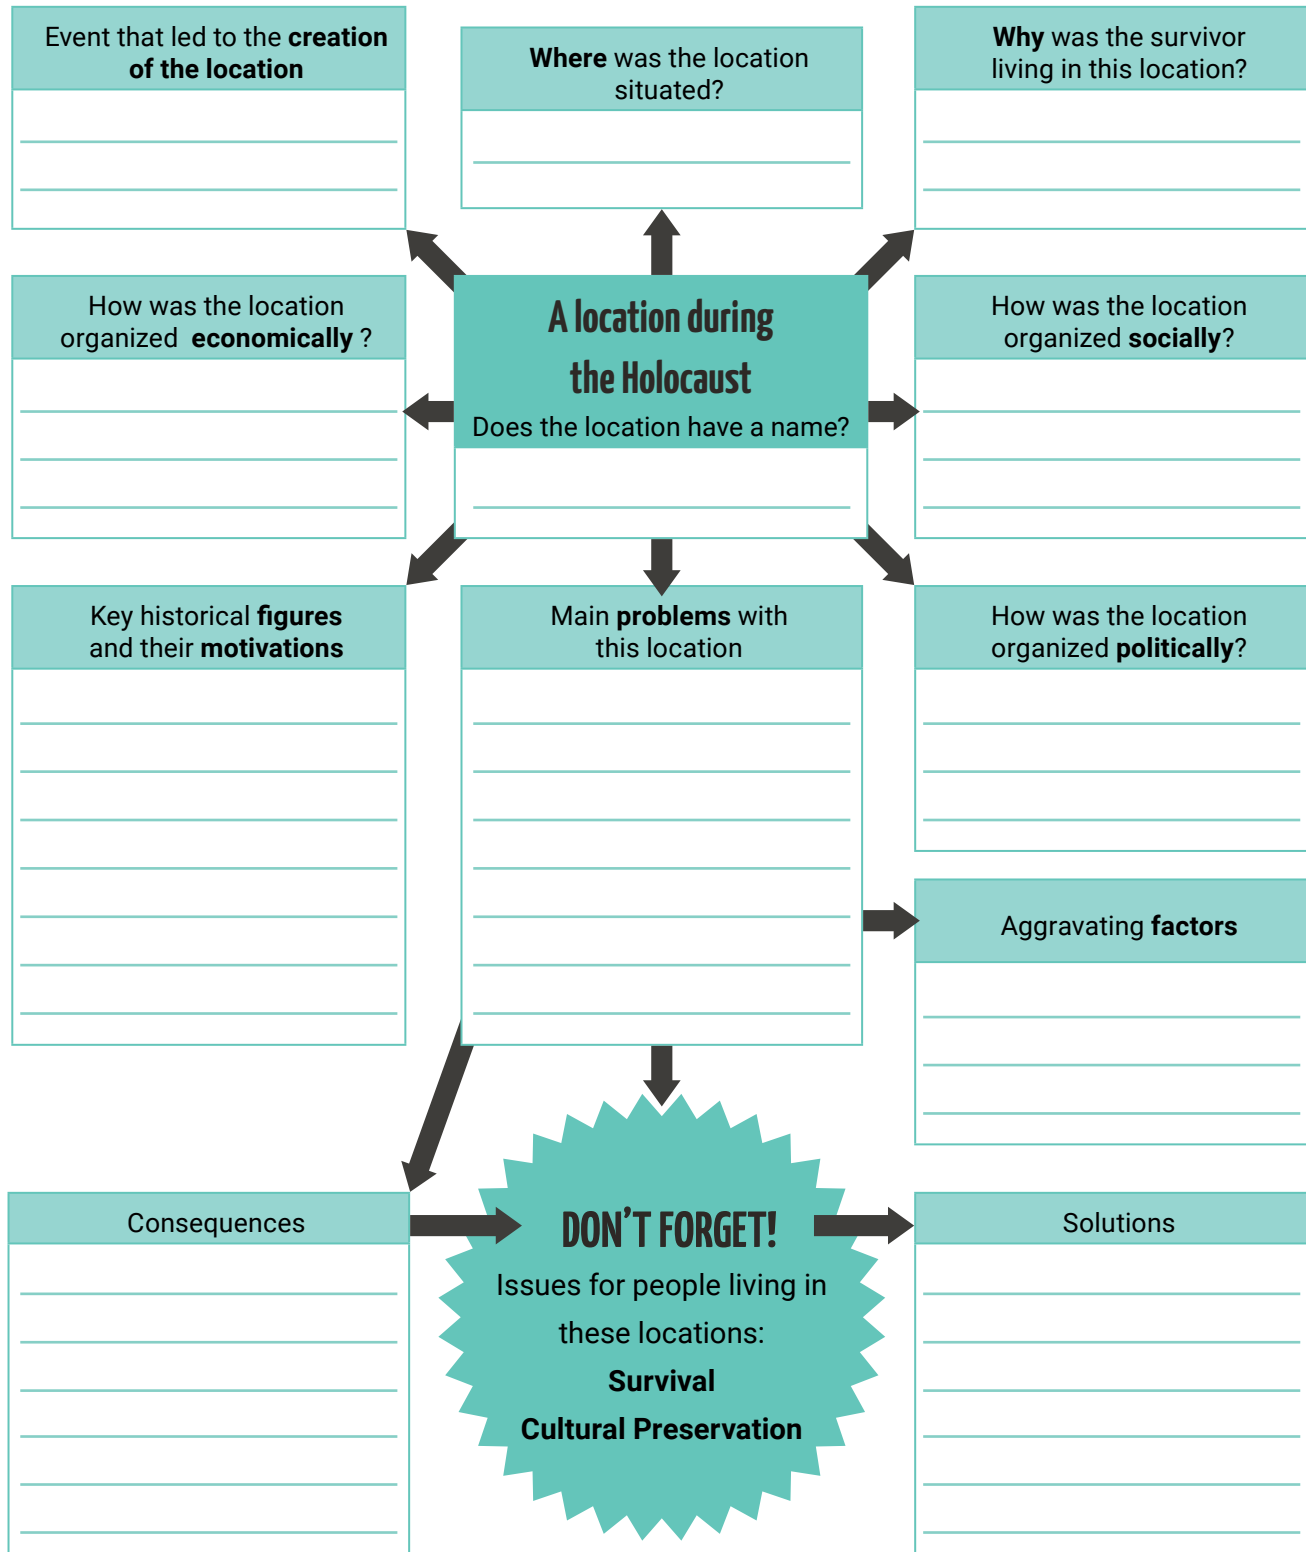 Event that led to the creation
of the location
Where was the location
situated?
Why was the survivor
living in this location?
How was the location
organized economically ?
A location during
the Holocaust
Does the location have a name?
How was the location
organized socially?
Key historical figures
and their motivations
Main problems with
this location
How was the location
organized politically?
Aggravating factors
Consequences
DON'T FORGET!
Issues for people living in
these locations:
Survival
Cultural Preservation
Solutions